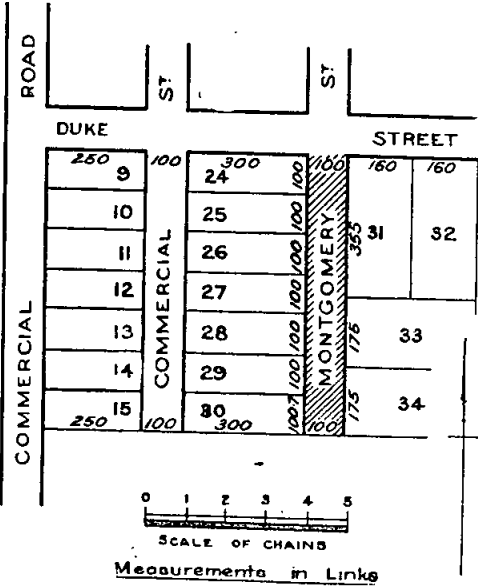 ROAD
ST
ST
DUKE
STREET
250 100 300 100 160 160
9
10
11
12
13
14
15
COMMERCIAL
COMMERCIAL
24
25
26
27
28
29
30
100
100
100
100
100
100
100·7
MONTGOMERY
355
31
32
175
33
175
34
250 100 300 100
0 1 2 3 4 5
SCALE OF CHAINS
Measurements in Links